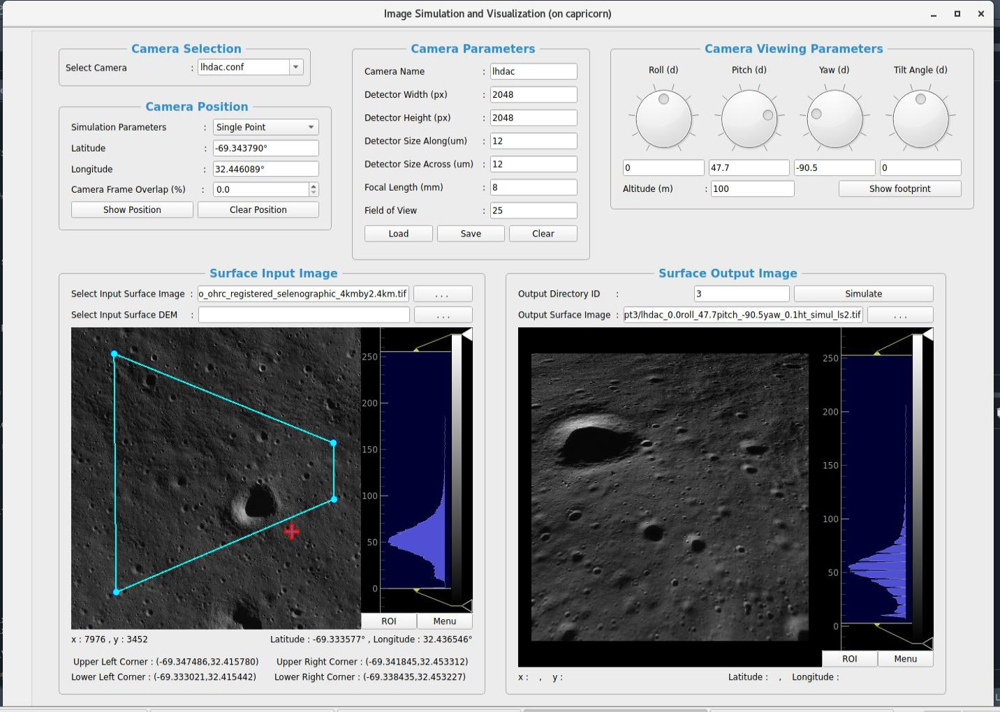 Image Simulation and Visualization (on capricorn)
Camera Selection
Select Camera : lhdac.conf
Camera Position
Simulation Parameters : Single Point
Latitude : -69.343790°
Longitude : 32.446089°
Camera Frame Overlap (%) : 0.0
Show Position Clear Position
Camera Parameters
Camera Name : lhdac
Detector Width (px) : 2048
Detector Height (px) : 2048
Detector Size Along(um) : 12
Detector Size Across (um) : 12
Focal Length (mm) : 8
Field of View : 25
Load Save Clear
Camera Viewing Parameters
Roll (d) Pitch (d) Yaw (d) Tilt Angle (d)
0 47.7 -90.5 0
Altitude (m) : 100 Show footprint
Surface Input Image
Select Input Surface Image : o_ohrc_registered_selenographic_4kmby2.4km.tif ...
Select Input Surface DEM : ...
250
200
150
100
50
0
ROI Menu
x : 7976 , y : 3452 Latitude : -69.333577° , Longitude : 32.436546°
Upper Left Corner : (-69.347486,32.415780) Upper Right Corner : (-69.341845,32.453312)
Lower Left Corner : (-69.333021,32.415442) Lower Right Corner : (-69.338435,32.453227)
Surface Output Image
Output Directory ID : 3 Simulate
Output Surface Image : pt3/lhdac_0.0roll_47.7pitch_-90.5yaw_0.1ht_simul_ls2.tif ...
250
200
150
100
50
0
ROI Menu
x : , y : Latitude : , Longitude :